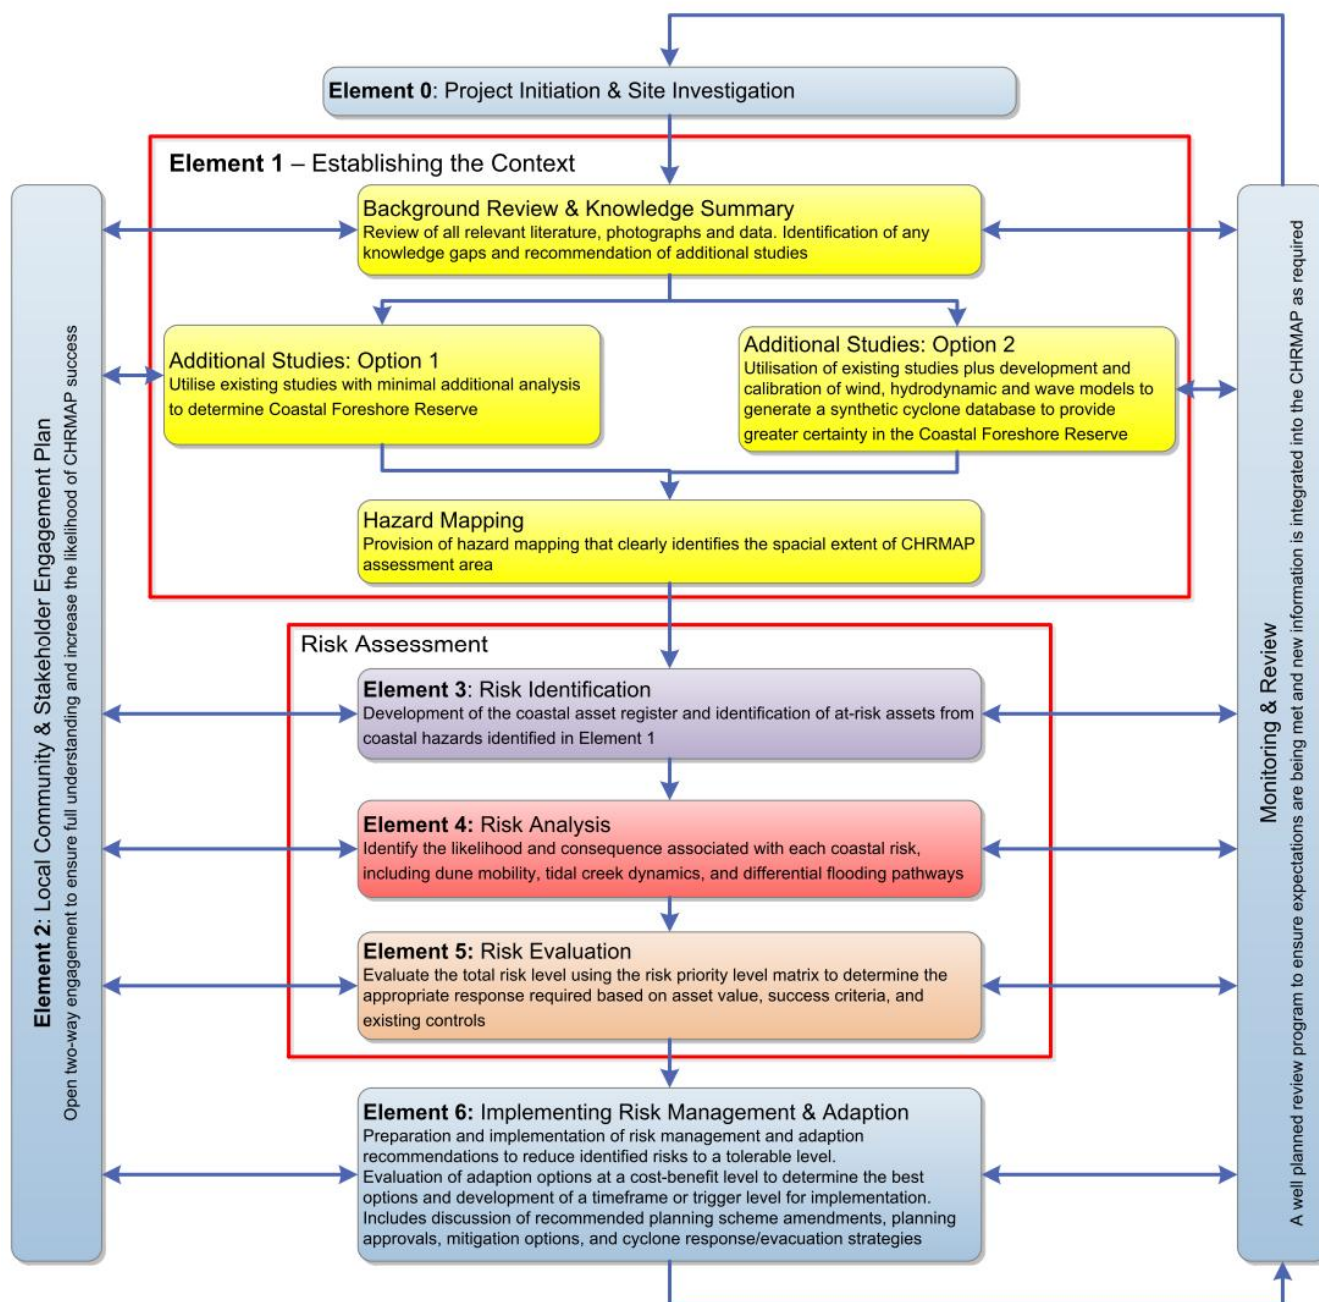 Element 0: Project Initiation & Site Investigation
Element 1 – Establishing the Context
Background Review & Knowledge Summary
Review of all relevant literature, photographs and data. Identification of any
knowledge gaps and recommendation of additional studies
Additional Studies: Option 1
Utilise existing studies with minimal additional analysis
to determine Coastal Foreshore Reserve
Additional Studies: Option 2
Utilisation of existing studies plus development and
calibration of wind, hydrodynamic and wave models to
generate a synthetic cyclone database to provide
greater certainty in the Coastal Foreshore Reserve
Hazard Mapping
Provision of hazard mapping that clearly identifies the spacial extent of CHRMAP
assessment area
Risk Assessment
Element 3: Risk Identification
Development of the coastal asset register and identification of at-risk assets from
coastal hazards identified in Element 1
Element 4: Risk Analysis
Identify the likelihood and consequence associated with each coastal risk,
including dune mobility, tidal creek dynamics, and differential flooding pathways
Element 5: Risk Evaluation
Evaluate the total risk level using the risk priority level matrix to determine the
appropriate response required based on asset value, success criteria, and
existing controls
Element 6: Implementing Risk Management & Adaption
Preparation and implementation of risk management and adaption
recommendations to reduce identified risks to a tolerable level.
Evaluation of adaption options at a cost-benefit level to determine the best
options and development of a timeframe or trigger level for implementation.
Includes discussion of recommended planning scheme amendments, planning
approvals, mitigation options, and cyclone response/evacuation strategies
Element 2: Local Community & Stakeholder Engagement Plan
Open two-way engagement to ensure full understanding and increase the likelihood of CHRMAP success
Monitoring & Review
A well planned review program to ensure expectations are being met and new information is integrated into the CHRMAP as required